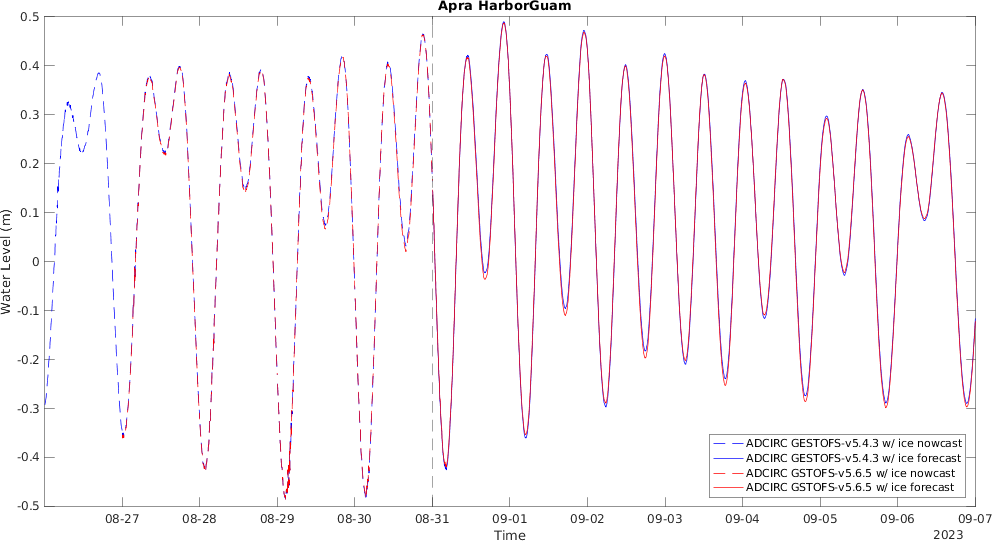 Apra HarborGuam
0.5
0.4
0.3
0.2
0.1
0
-0.1
-0.2
-0.3
-0.4
-0.5
Water Level (m)
ADCIRC GESTOFS-v5.4.3 w/ ice nowcast
ADCIRC GESTOFS-v5.4.3 w/ ice forecast
ADCIRC GSTOFS-v5.6.5 w/ ice nowcast
ADCIRC GSTOFS-v5.6.5 w/ ice forecast
08-27 08-28 08-29 08-30 08-31 09-01 09-02 09-03 09-04 09-05 09-06 09-07
Time
2023